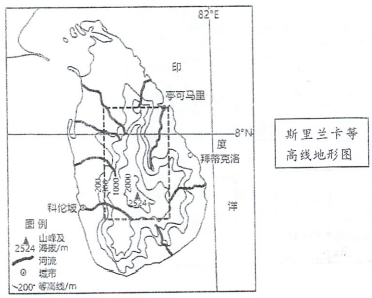 82°E
印
亭可马里
8°N
度
拜蒂克洛
200
1000
2000
2524
科伦坡
洋
图例
山峰及
2524 海拔/m
河流
城市
200 等高线/m
斯里兰卡等
高线地形图